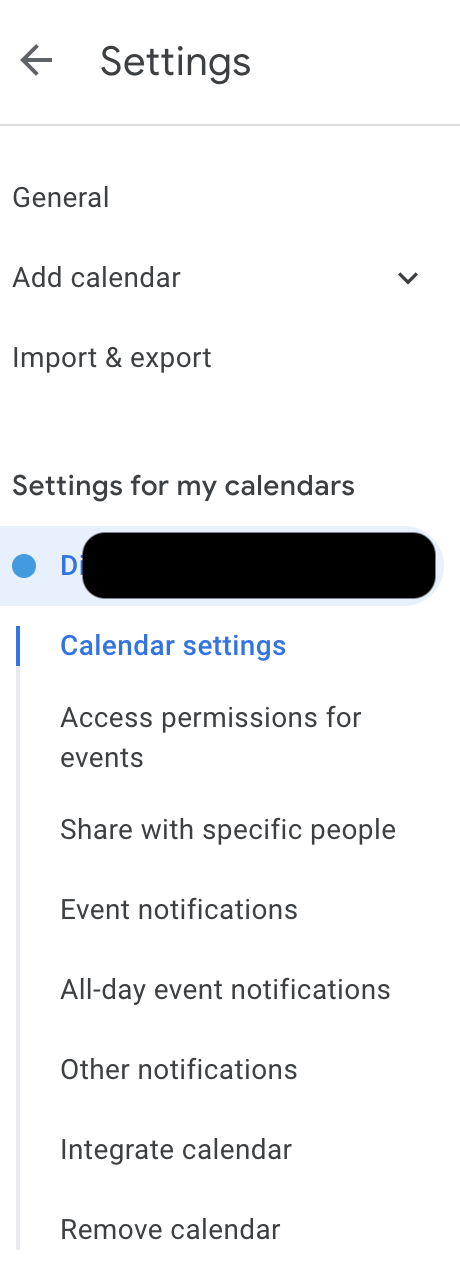 Settings
General
Add calendar
Import & export
Settings for my calendars
Calendar settings
Access permissions for
events
Share with specific people
Event notifications
All-day event notifications
Other notifications
Integrate calendar
Remove calendar